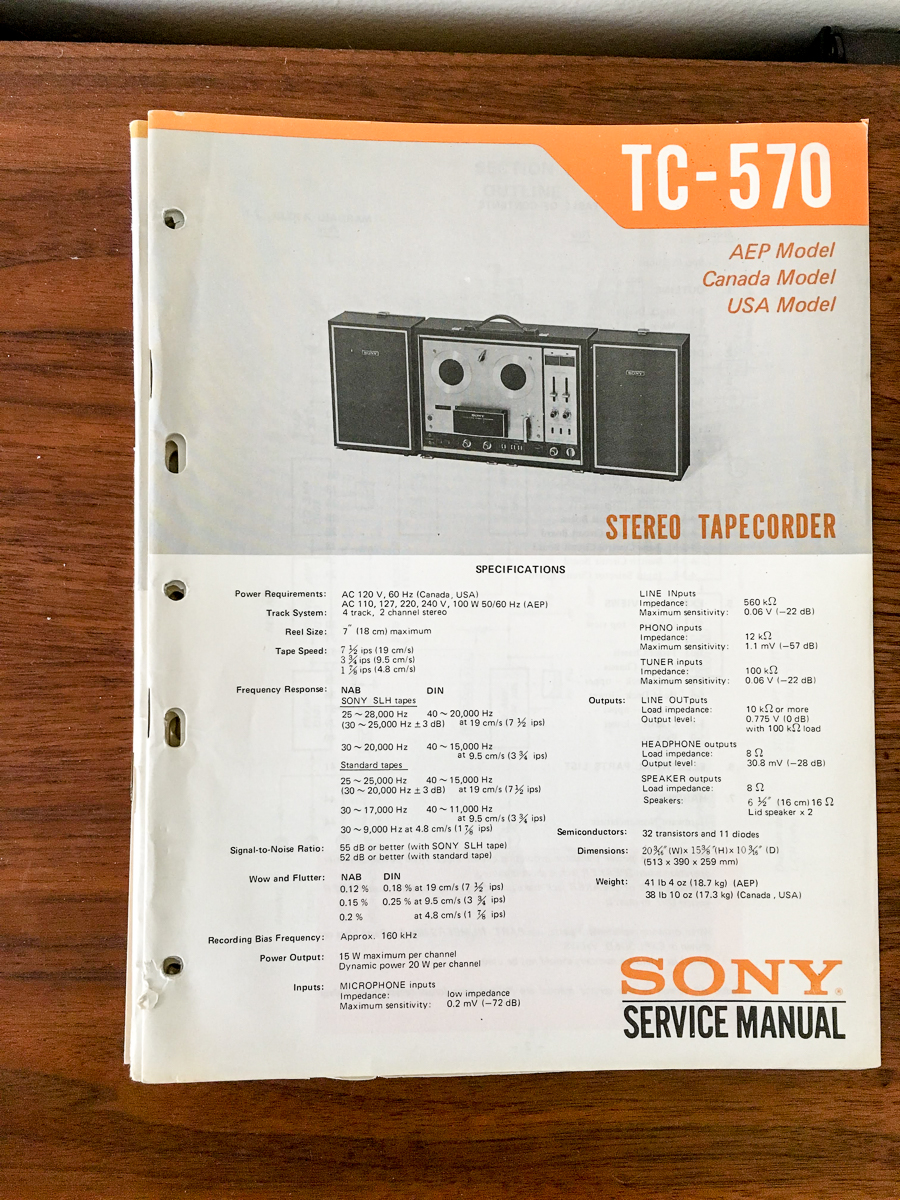 TC-570
AEP Model
Canada Model
USA Model
SONY
SONY
SONY
STEREO TAPECORDER
SPECIFICATIONS
Power Requirements: AC 120 V, 60 Hz (Canada, USA)
AC 110, 127, 220, 240 V, 100 W 50/60 Hz (AEP)
Track System: 4 track, 2 channel stereo
Reel Size: 7″ (18 cm) maximum
Tape Speed: 7 ½ ips (19 cm/s)
3 ¾ ips (9.5 cm/s)
1 ⅞ ips (4.8 cm/s)
Frequency Response: NAB DIN
SONY SLH tapes
25 ~ 28,000 Hz 40 ~ 20,000 Hz
(30 ~ 25,000 Hz ± 3 dB) at 19 cm/s (7 ½ ips)
30 ~ 20,000 Hz 40 ~ 15,000 Hz
at 9.5 cm/s (3 ¾ ips)
Standard tapes
25 ~ 25,000 Hz 40 ~ 15,000 Hz
(30 ~ 20,000 Hz ± 3 dB) at 19 cm/s (7 ½ ips)
30 ~ 17,000 Hz 40 ~ 11,000 Hz
at 9.5 cm/s (3 ¾ ips)
30 ~ 9,000 Hz at 4.8 cm/s (1 ⅞ ips)
Signal-to-Noise Ratio: 55 dB or better (with SONY SLH tape)
52 dB or better (with standard tape)
Wow and Flutter: NAB DIN
0.12 % 0.18 % at 19 cm/s (7 ½ ips)
0.15 % 0.25 % at 9.5 cm/s (3 ¾ ips)
0.2 % at 4.8 cm/s (1 ⅞ ips)
Recording Bias Frequency: Approx. 160 kHz
Power Output: 15 W maximum per channel
Dynamic power 20 W per channel
Inputs: MICROPHONE inputs
Impedance: low impedance
Maximum sensitivity: 0.2 mV (−72 dB)
LINE INputs
Impedance: 560 kΩ
Maximum sensitivity: 0.06 V (−22 dB)
PHONO inputs
Impedance: 12 kΩ
Maximum sensitivity: 1.1 mV (−57 dB)
TUNER inputs
Impedance: 100 kΩ
Maximum sensitivity: 0.06 V (−22 dB)
Outputs: LINE OUTputs
Load impedance: 10 kΩ or more
Output level: 0.775 V (0 dB)
with 100 kΩ load
HEADPHONE outputs
Load impedance: 8 Ω
Output level: 30.8 mV (−28 dB)
SPEAKER outputs
Load impedance: 8 Ω
Speakers: 6 ½″ (16 cm) 16 Ω
Lid speaker x 2
Semiconductors: 32 transistors and 11 diodes
Dimensions: (W)x (H)x (D)
(513 x 390 x 259 mm)
Weight: 41 lb 4 oz (18.7 kg) (AEP)
38 lb 10 oz (17.3 kg) (Canada, USA)
SONY®
SERVICE MANUAL